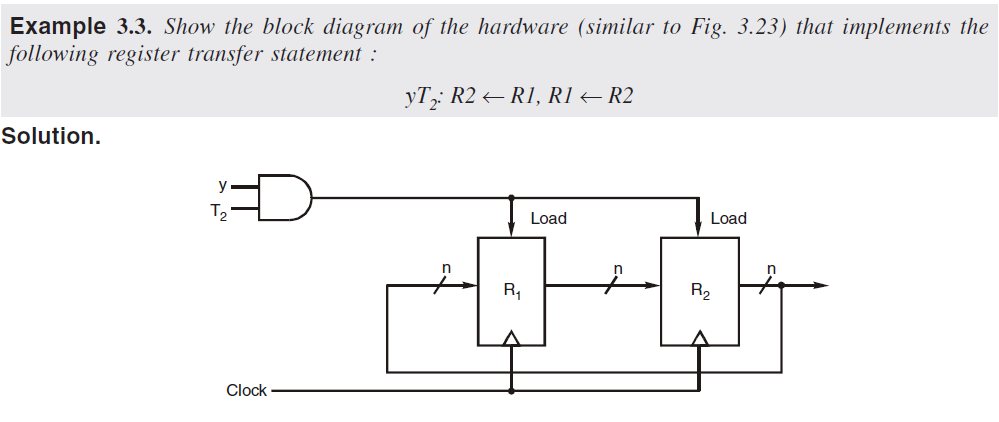 Example 3.3. Show the block diagram of the hardware (similar to Fig. 3.23) that implements the
following register transfer statement :
yT₂: R2 ← R1, R1 ← R2
Solution.
y
T₂
Load
Load
n
n
n
R₁
R₂
Clock